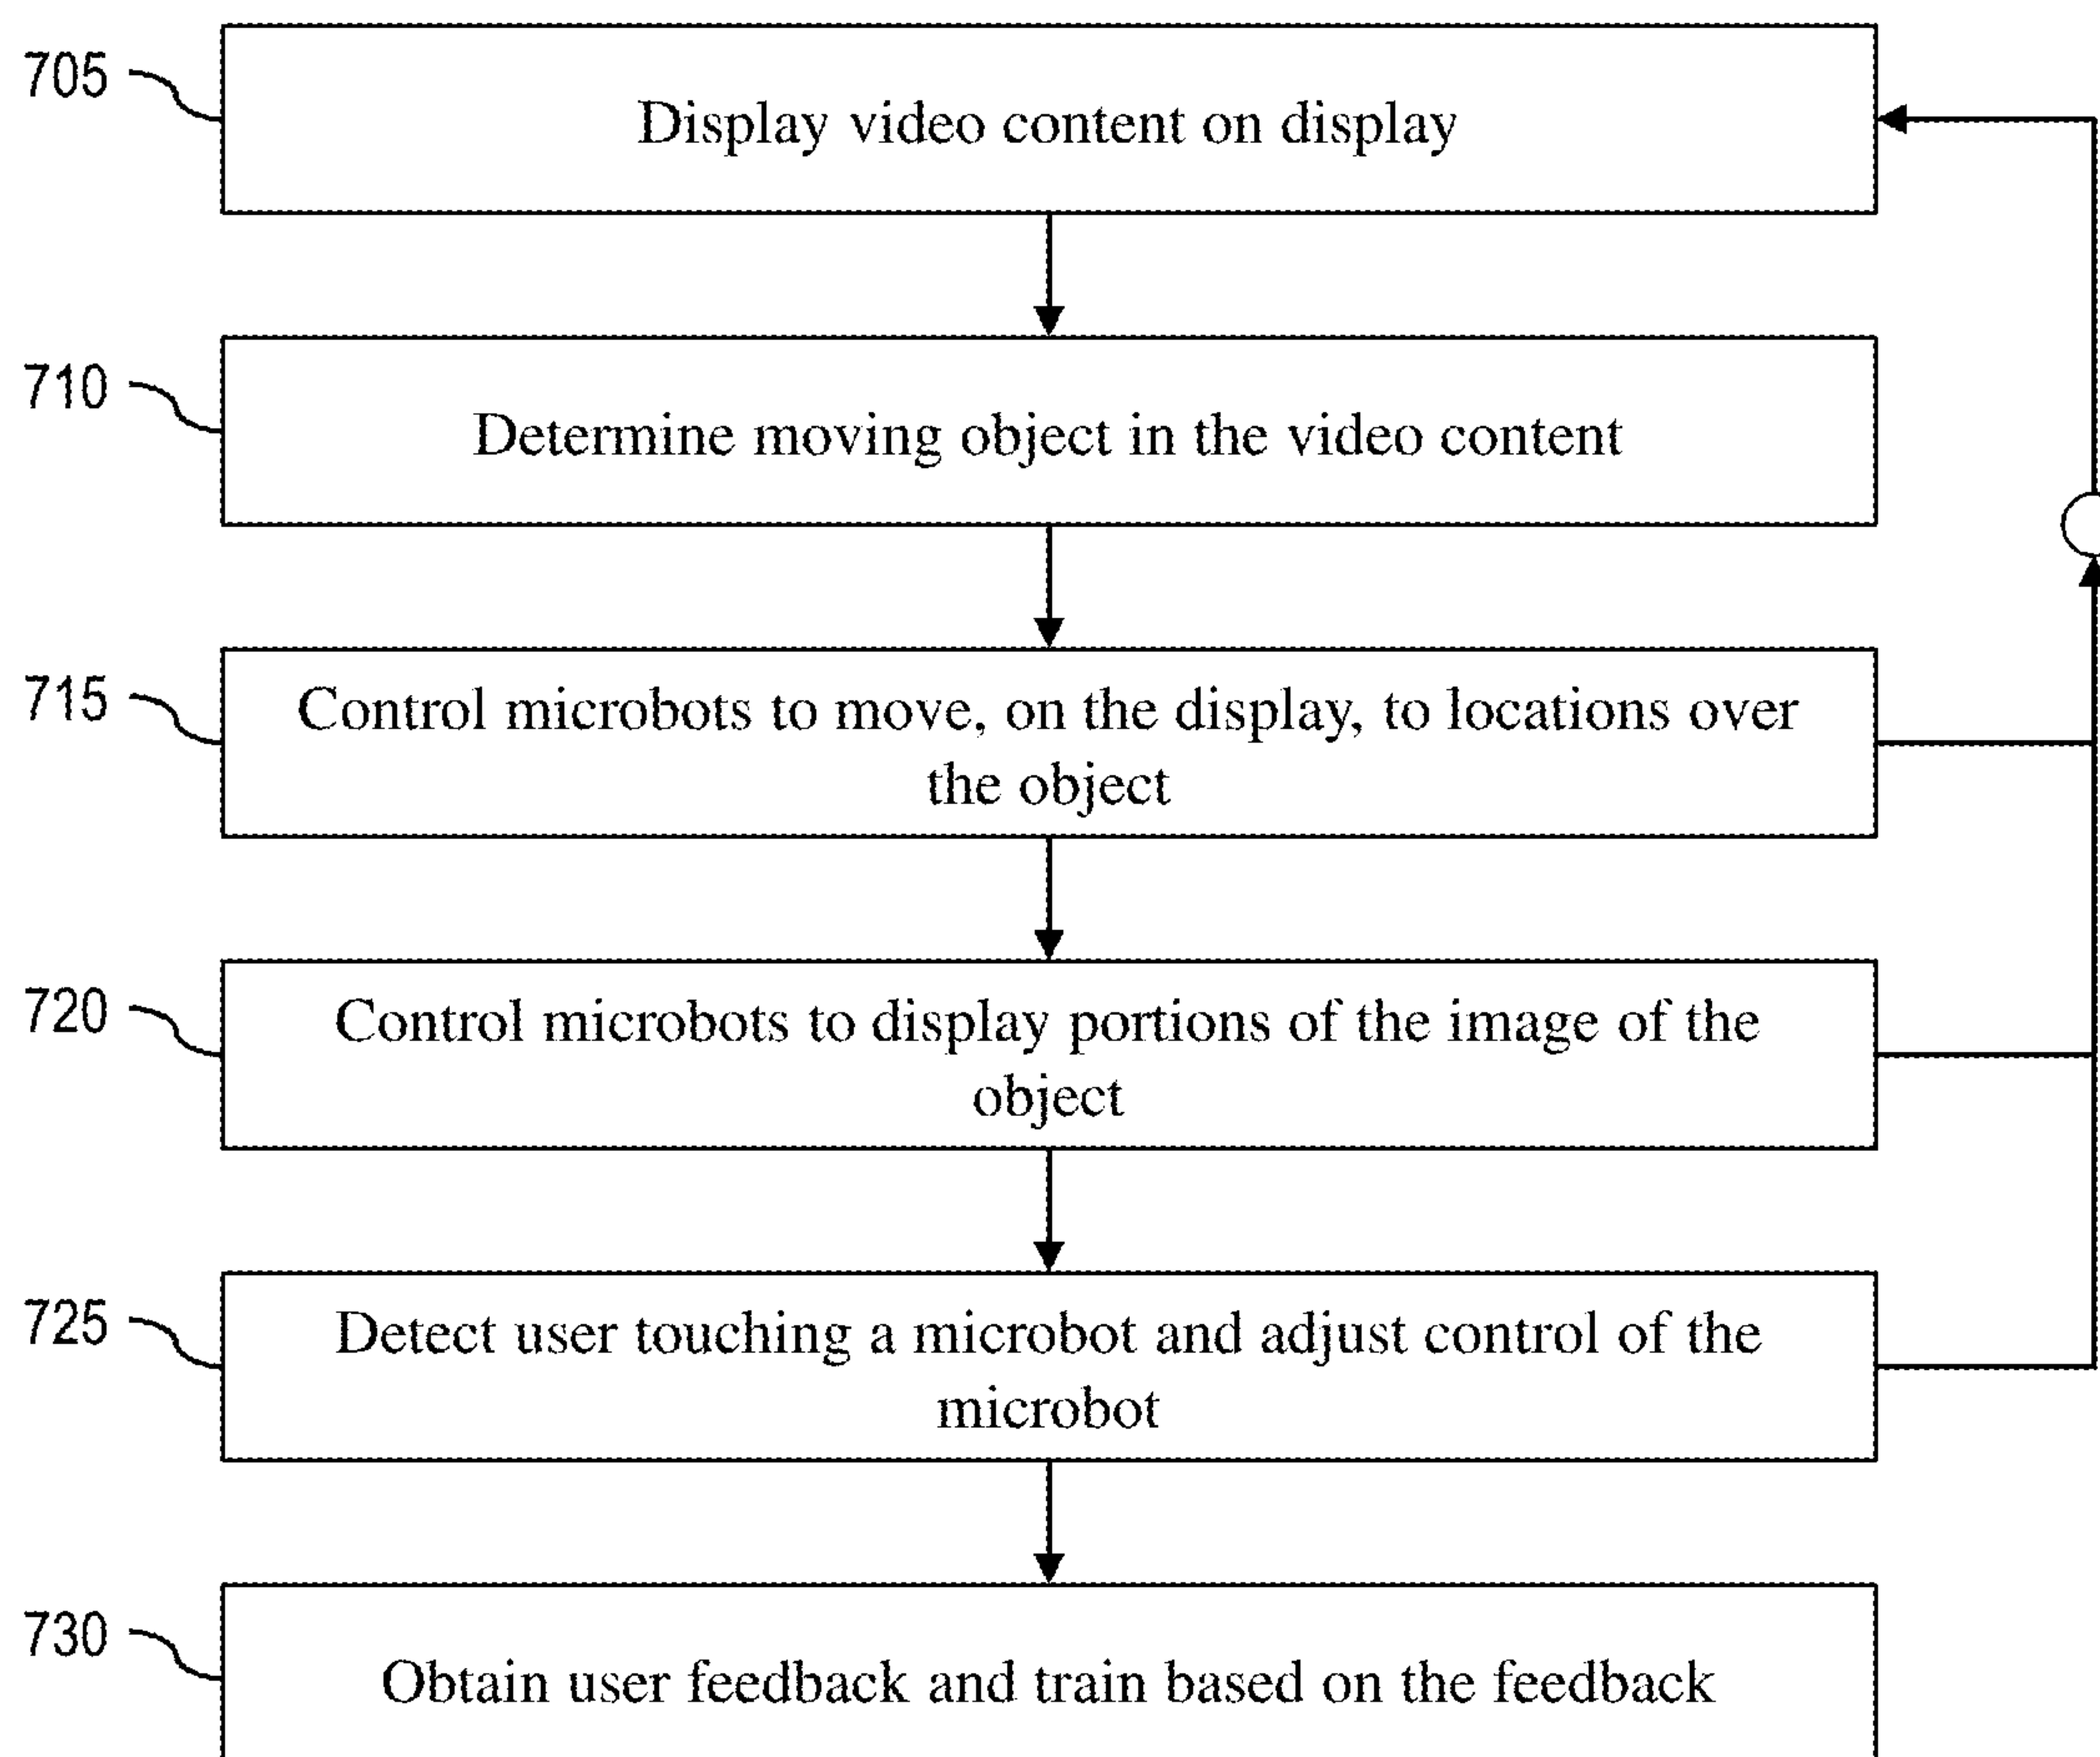 705
Display video content on display
710
Determine moving object in the video content
715
Control microbots to move, on the display, to locations over
the object
720
Control microbots to display portions of the image of the
object
725
Detect user touching a microbot and adjust control of the
microbot
730
Obtain user feedback and train based on the feedback